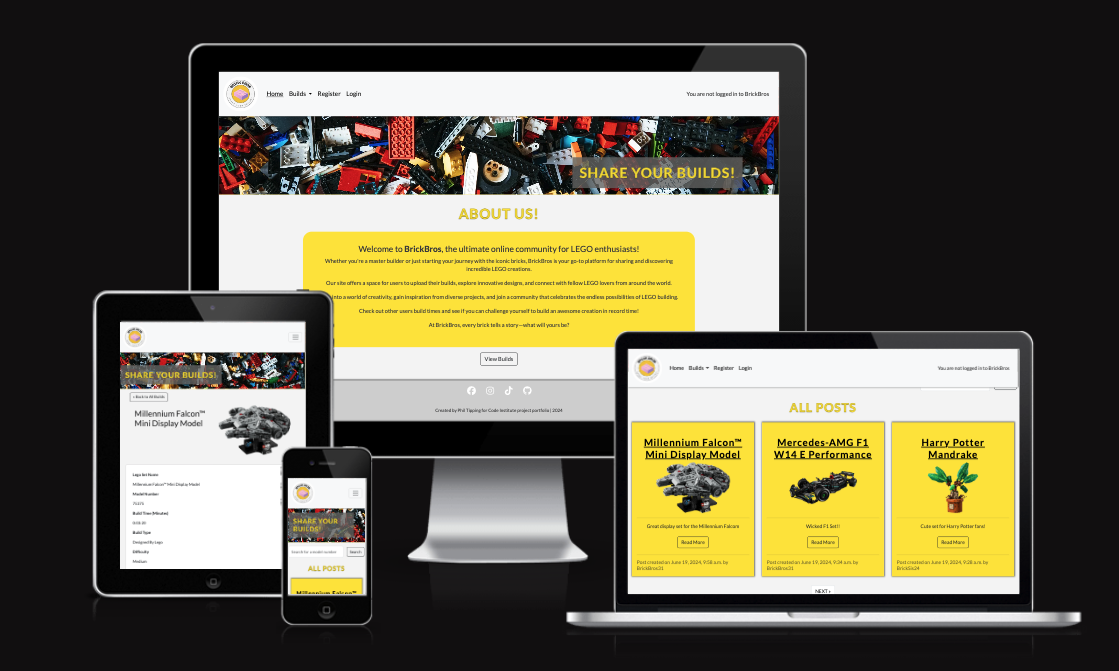 Home Builds Register Login
You are not logged in to BrickBros
SHARE YOUR BUILDS!
ABOUT US!
Welcome to BrickBros, the ultimate online community for LEGO enthusiasts!
Whether you're a master builder or just starting your journey with the iconic bricks, BrickBros is your go-to platform for sharing and discovering
incredible LEGO creations.
Our site offers a space for users to upload their builds, explore innovative designs, and connect with fellow LEGO lovers from around the world.
into a world of creativity, gain inspiration from diverse projects, and join a community that celebrates the endless possibilities of LEGO building.
Check out other users build times and see if you can challenge yourself to build an awesome creation in record time!
At BrickBros, every brick tells a story—what will yours be?
View Builds
Created by Phil Tipping for Code Institute project portfolio | 2024
SHARE YOUR BUILDS!
< Back to All Builds
Millennium Falcon™
Mini Display Model
Lego Set Name
Millennium Falcon™ Mini Display Model
Model Number
Build Time (Minutes)
Build Type
Designed By Lego
Difficulty
Medium
SHARE YOUR
BUILDS!
Search for a model number
Search
ALL POSTS
Millennium Falcon™
Home Builds Register Login
You are not logged in to BrickBros
ALL POSTS
Millennium Falcon™
Mini Display Model
Great display set for the Millennium Falcon
Read More
Post created on June 19, 2024, 9:58 a.m. by
BrickBros21
Mercedes-AMG F1
W14 E Performance
Wicked F1 Set!!
Read More
Post created on June 19, 2024, 9:34 a.m. by
BrickBros21
Harry Potter
Mandrake
Cute set for Harry Potter fans!
Read More
Post created on June 19, 2024, 9:28 a.m. by
NEXT ›